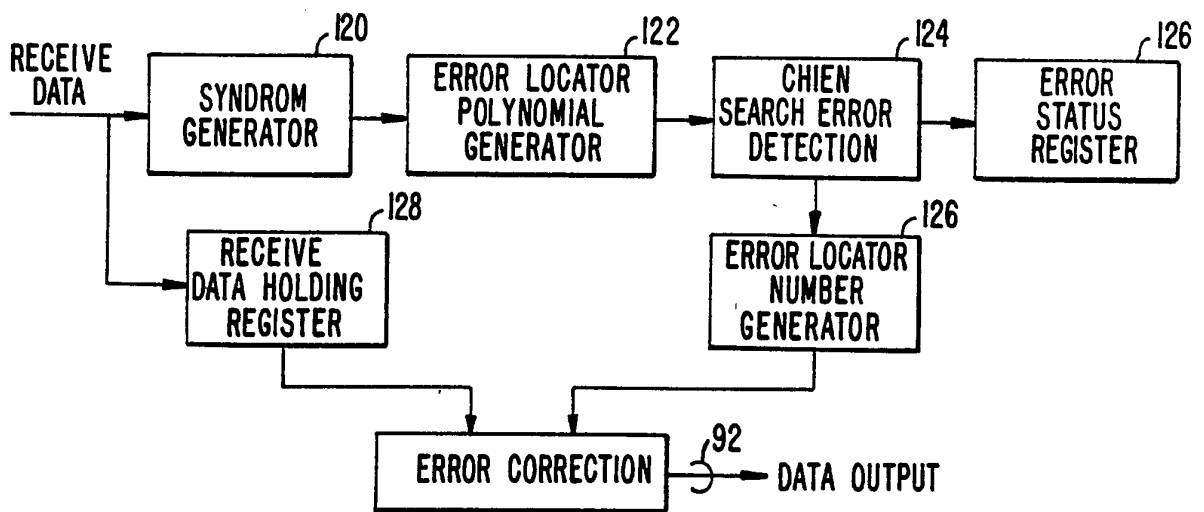 RECEIVE
DATA
120
SYNDROM
GENERATOR
122
ERROR LOCATOR
POLYNOMIAL
GENERATOR
124
CHIEN
SEARCH ERROR
DETECTION
126
ERROR
STATUS
REGISTER
128
RECEIVE
DATA HOLDING
REGISTER
126
ERROR LOCATOR
NUMBER
GENERATOR
ERROR CORRECTION
92
DATA OUTPUT